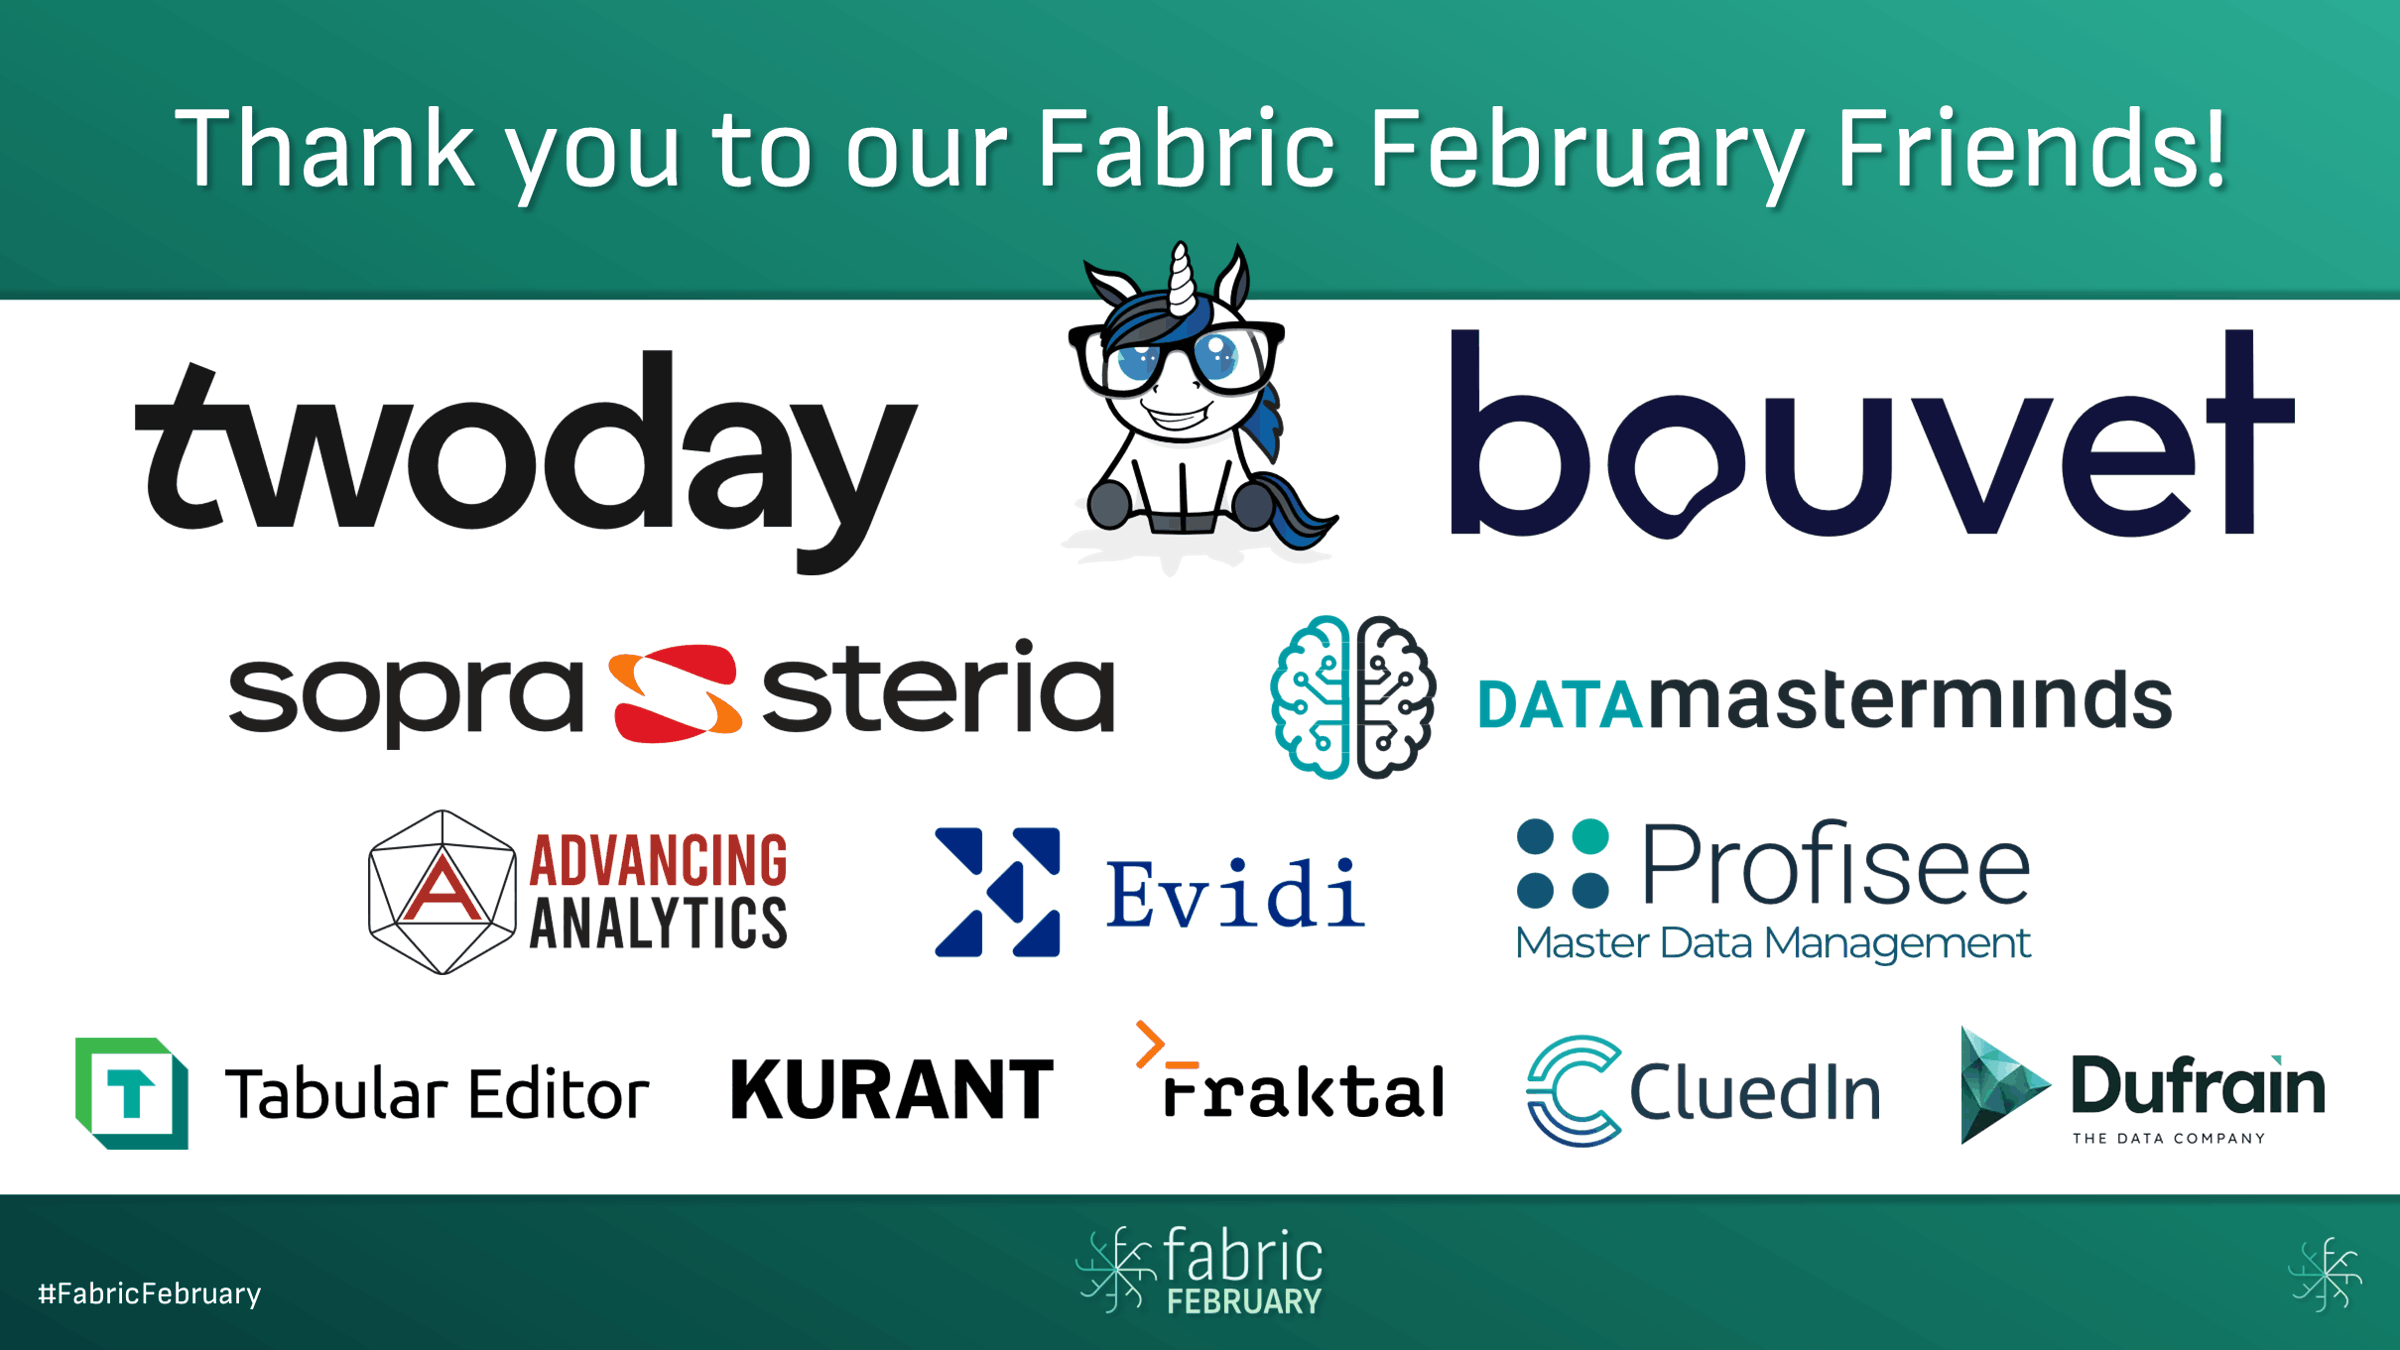 Thank you to our Fabric February Friends!
twoday
bouvet
sopra steria
DATAmasterminds
ADVANCING
ANALYTICS
Evidi
Profisee
Master Data Management
Tabular Editor
KURANT
Fraktal
CluedIn
Dufrain
THE DATA COMPANY
#FabricFebruary
fabric
FEBRUARY